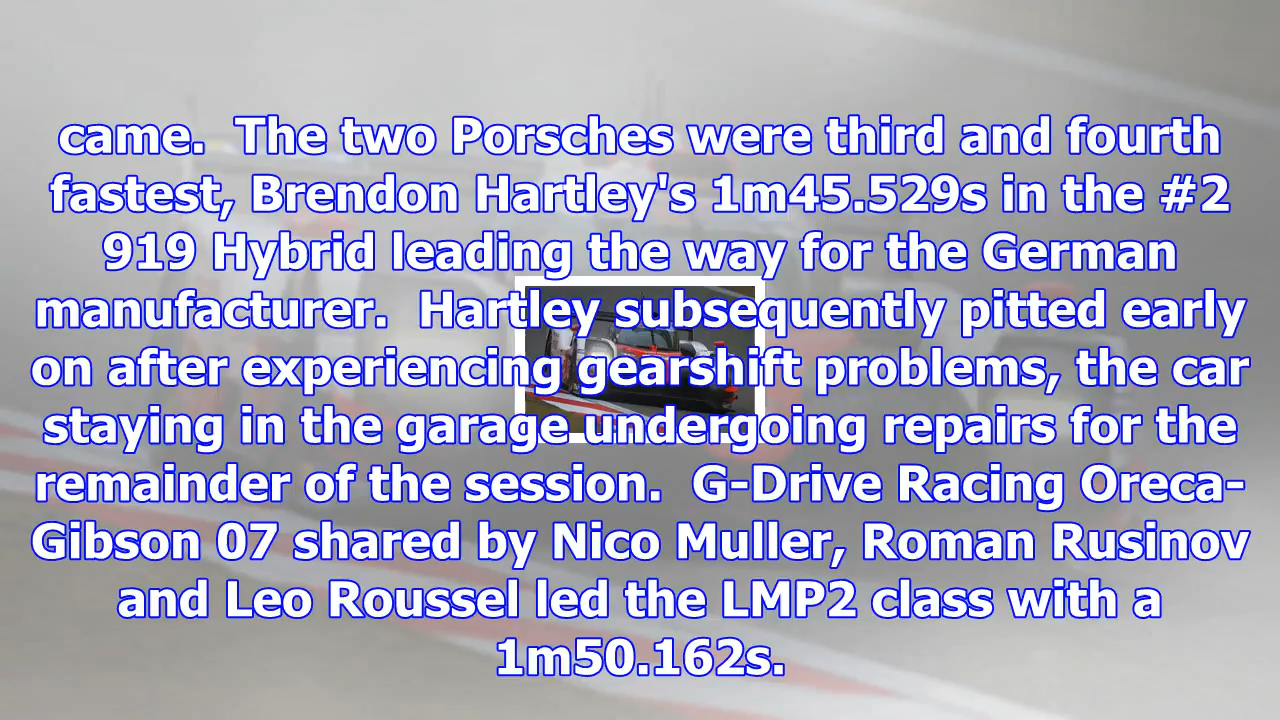 came.  The two Porsches were third and fourth
fastest, Brendon Hartley's 1m45.529s in the #2
919 Hybrid leading the way for the German
manufacturer.  Hartley subsequently pitted early
on after experiencing gearshift problems, the car
staying in the garage undergoing repairs for the
remainder of the session.  G-Drive Racing Oreca-
Gibson 07 shared by Nico Muller, Roman Rusinov
and Leo Roussel led the LMP2 class with a
1m50.162s.